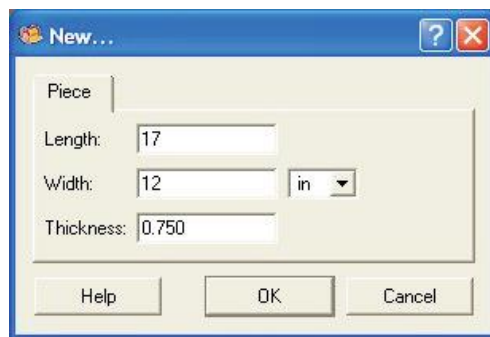 New...
Piece
Length: 17
Width: 12 in
Thickness: 0.750
Help OK Cancel